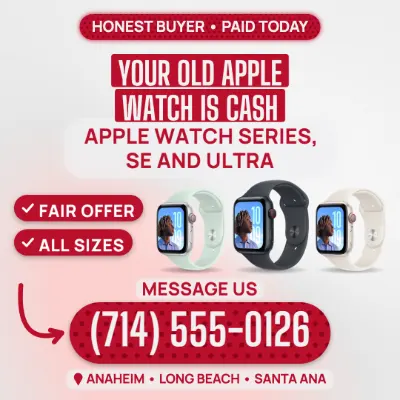 HONEST BUYER • PAID TODAY
YOUR OLD APPLE
WATCH IS CASH
APPLE WATCH SERIES,
SE AND ULTRA
FAIR OFFER
ALL SIZES
MESSAGE US
(714) 555-0126
ANAHEIM • LONG BEACH • SANTA ANA